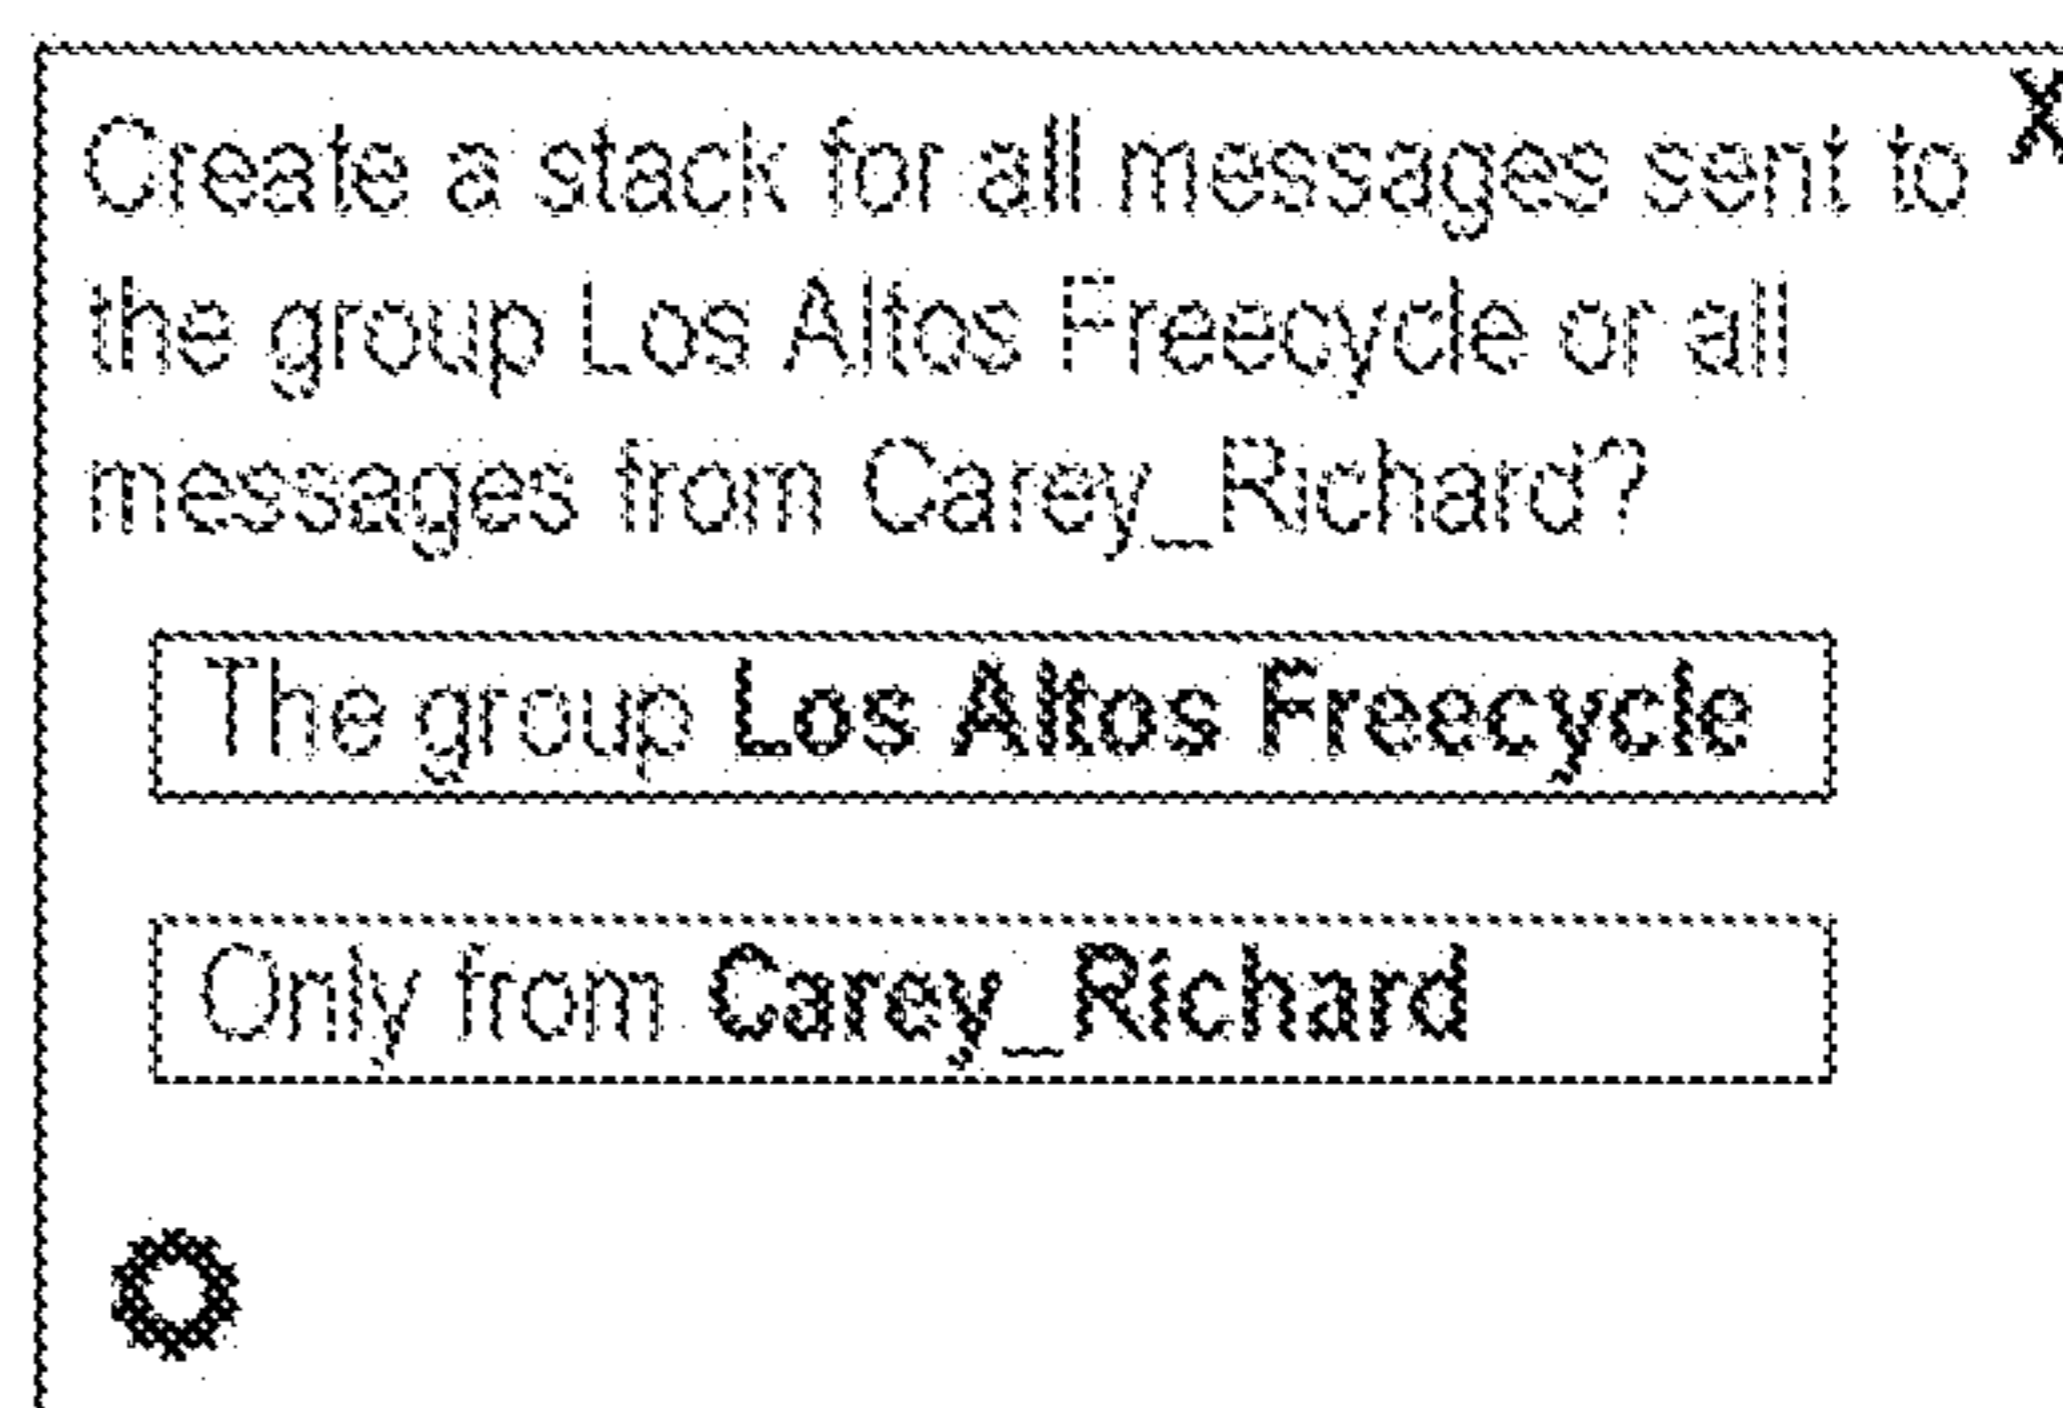 Create a stack for all messages sent to X
the group Los Altos Freecycle or all
messages from Carey_Richard?
The group Los Altos Freecycle
Only from Carey_Richard